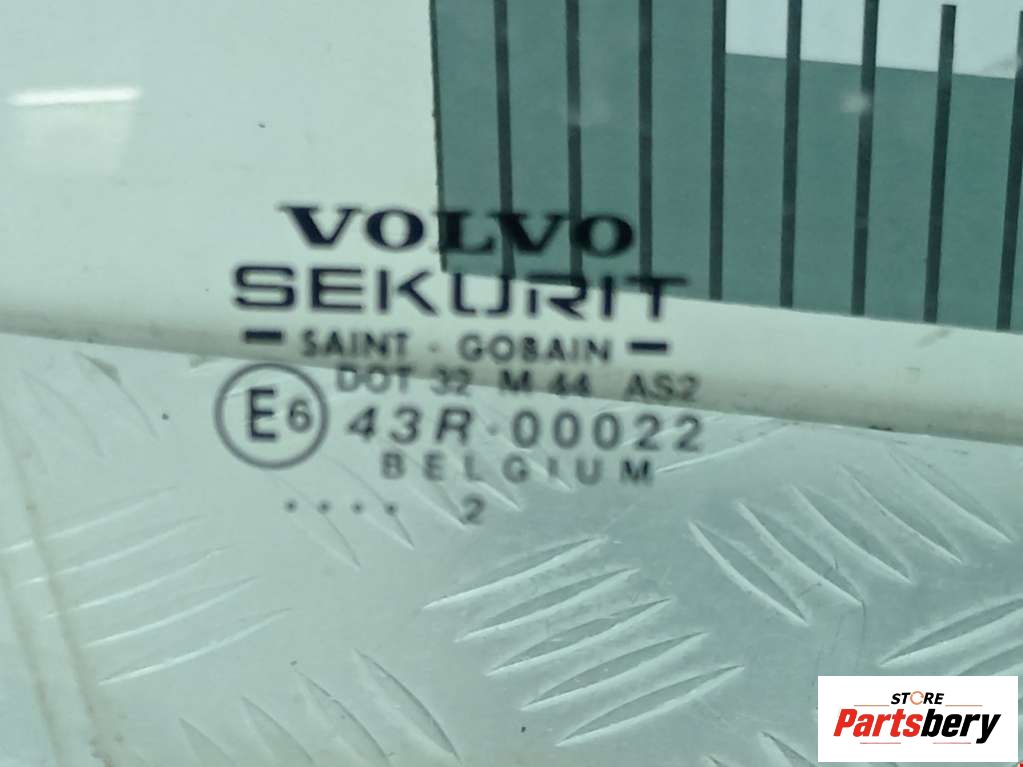 VOLVO
SEKURIT
SAINT - GOBAIN
DOT 32 M 44 AS2
E6 43R-00022
BELGIUM
.... 2
STORE
Partsbery